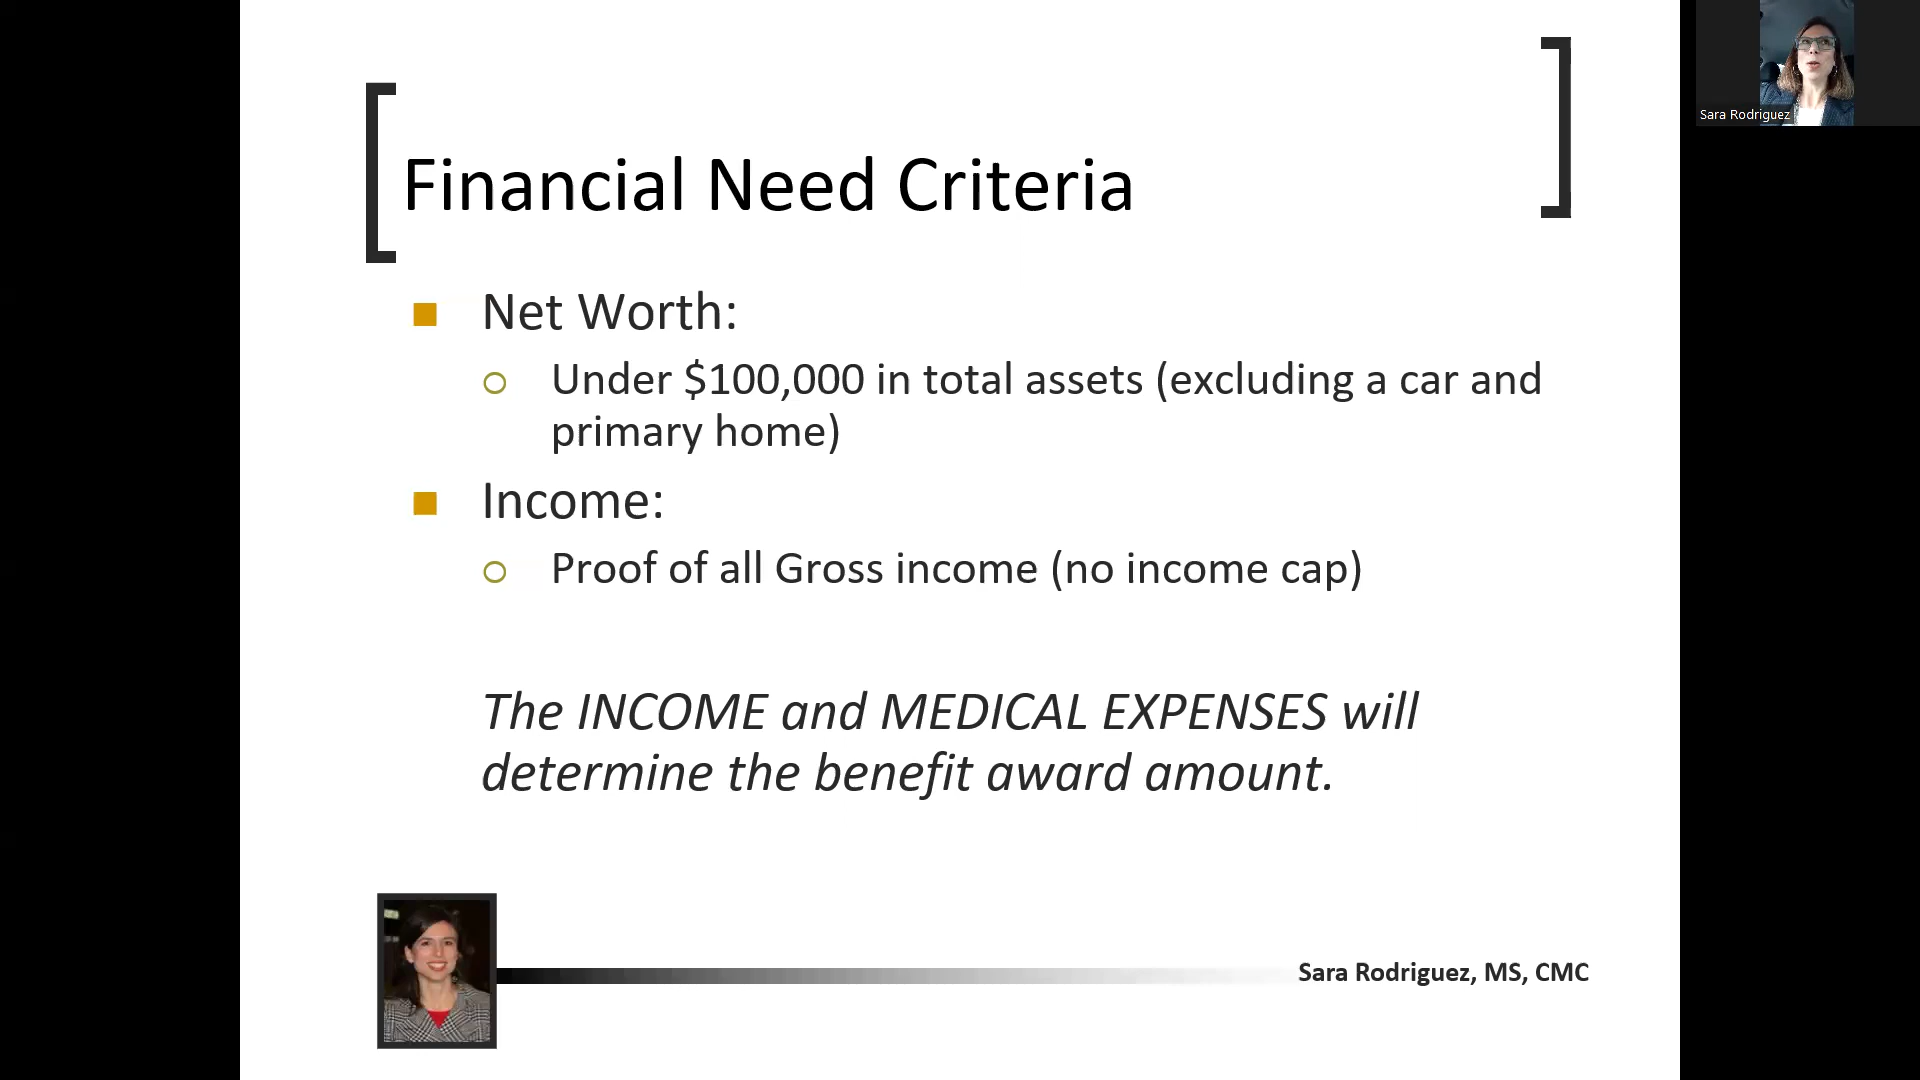 Sara Rodriguez
Financial Need Criteria
Net Worth:
Under $100,000 in total assets (excluding a car and
primary home)
Income:
Proof of all Gross income (no income cap)
The INCOME and MEDICAL EXPENSES will
determine the benefit award amount.
Sara Rodriguez, MS, CMC